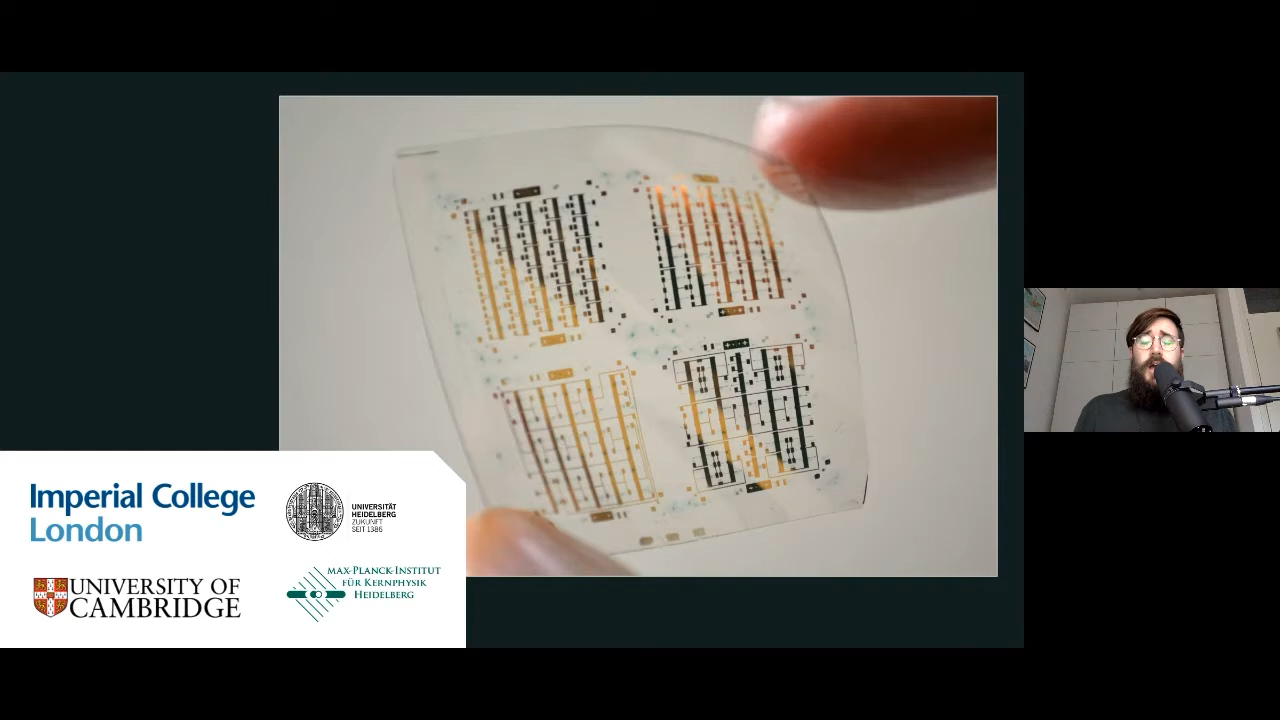 Imperial College
London
UNIVERSITÄT
HEIDELBERG
ZUKUNFT
SEIT 1386
UNIVERSITY OF
CAMBRIDGE
MAX-PLANCK-INSTITUT
FÜR KERNPHYSIK
HEIDELBERG